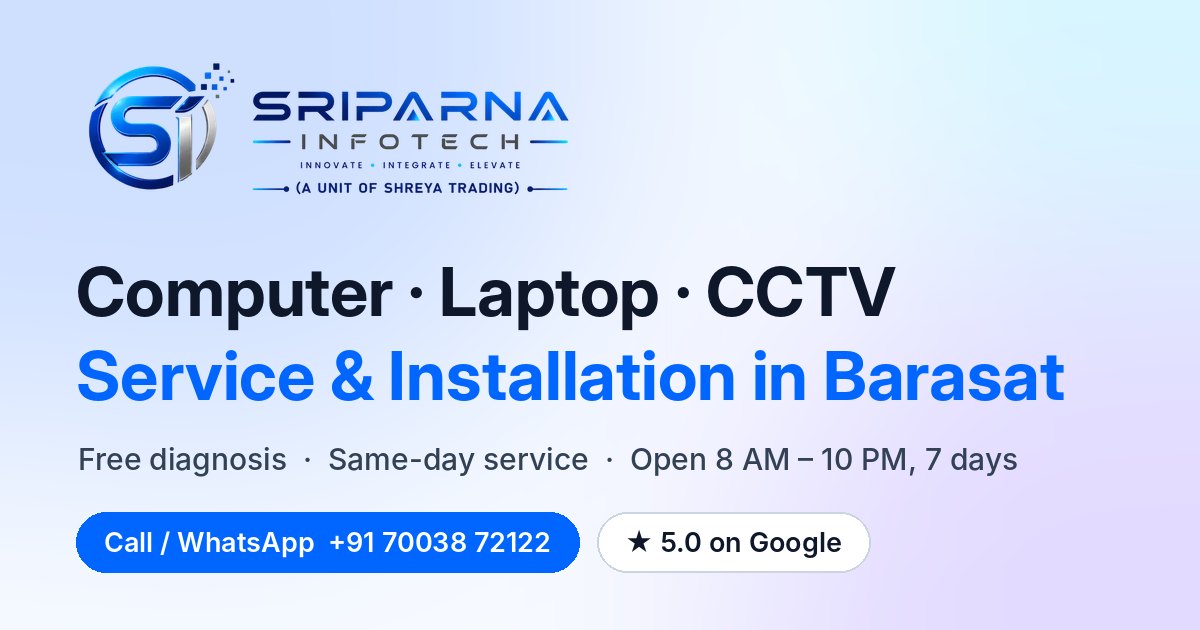 SRIPARNA
INFOTECH
INNOVATE • INTEGRATE • ELEVATE
(A UNIT OF SHREYA TRADING)
Computer · Laptop · CCTV
Service & Installation in Barasat
Free diagnosis · Same-day service · Open 8 AM – 10 PM, 7 days
Call / WhatsApp +91 70038 72122
★ 5.0 on Google